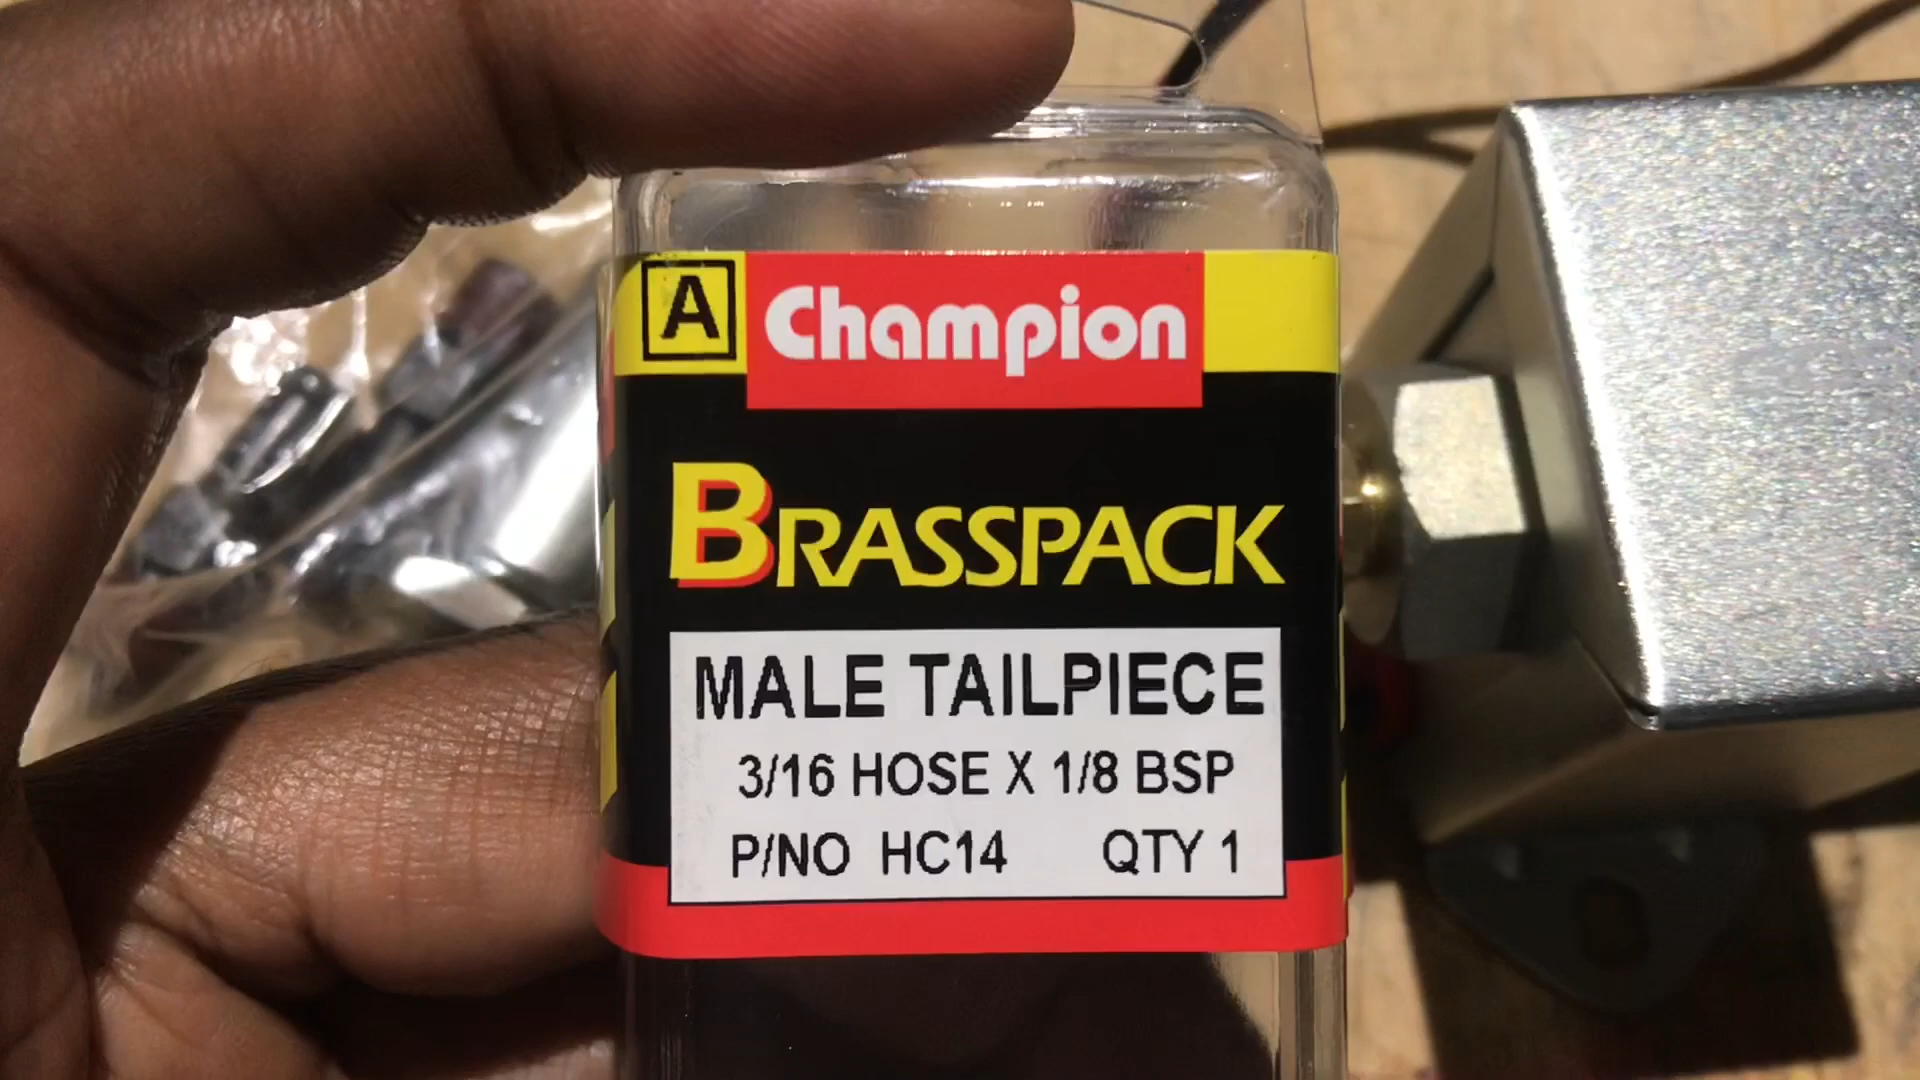 A Champion
BRASSPACK
MALE TAILPIECE
3/16 HOSE X 1/8 BSP
P/NO HC14 QTY 1